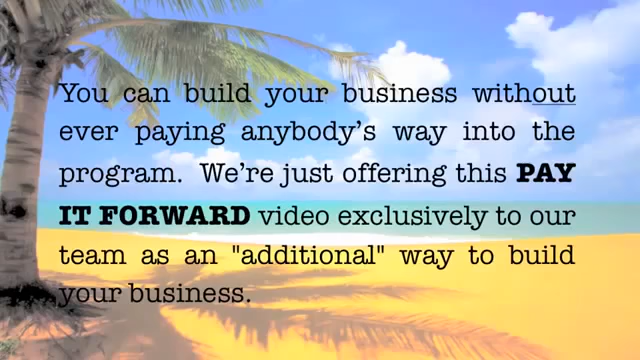 You can build your business without
ever paying anybody's way into the
program. We're just offering this PAY
IT FORWARD video exclusively to our
team as an "additional" way to build
your business.